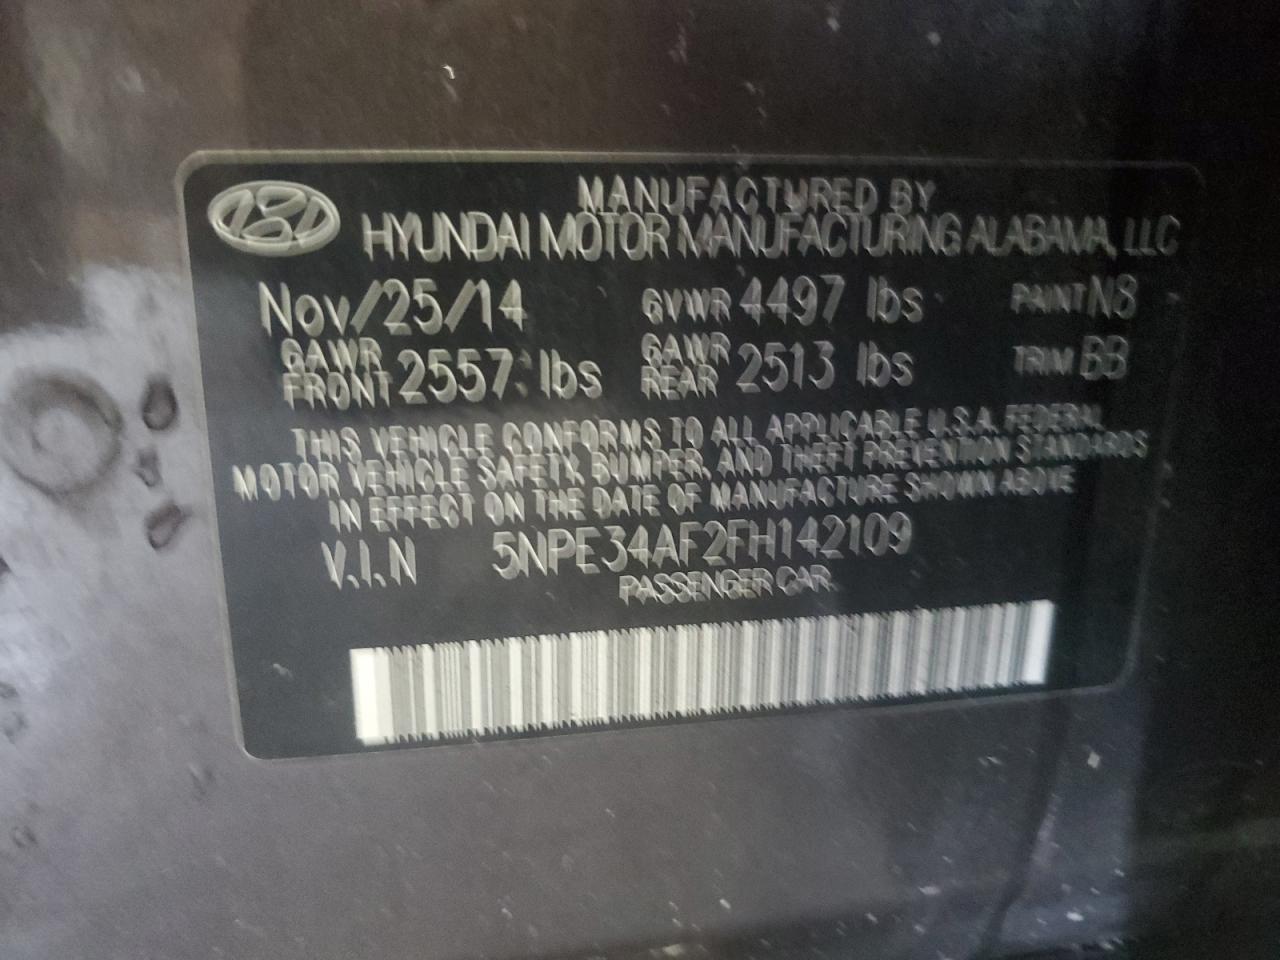 MANUFACTURED BY
HYUNDAI MOTOR MANUFACTURING ALABAMA, LLC
Nov/25/14 GVWR 4497 lbs PAINT N8
GAWR FRONT 2557 lbs GAWR REAR 2513 lbs TRIM BB
THIS VEHICLE CONFORMS TO ALL APPLICABLE U.S.A. FEDERAL
MOTOR VEHICLE SAFETY, BUMPER, AND THEFT PREVENTION STANDARDS
IN EFFECT ON THE DATE OF MANUFACTURE SHOWN ABOVE
V.I.N 5NPE34AF2FH142109
PASSENGER CAR